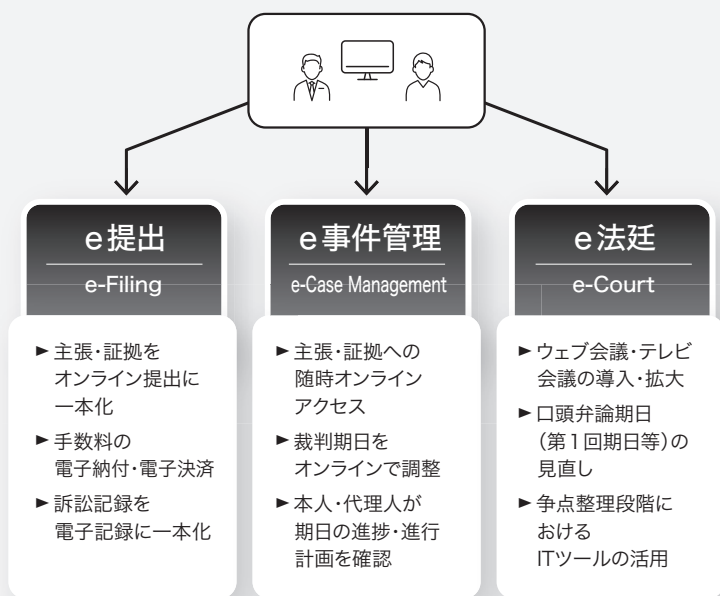 e提出
e-Filing
►主張・証拠を
オンライン提出に
一本化
►手数料の
電子納付・電子決済
►訴訟記録を
電子記録に一本化
e事件管理
e-Case Management
►主張・証拠への
随時オンライン
アクセス
►裁判期日を
オンラインで調整
►本人・代理人が
期日の進捗・進行
計画を確認
e法廷
e-Court
►ウェブ会議・テレビ
会議の導入・拡大
►口頭弁論期日
（第1回期日等）の
見直し
►争点整理段階に
おける
ITツールの活用